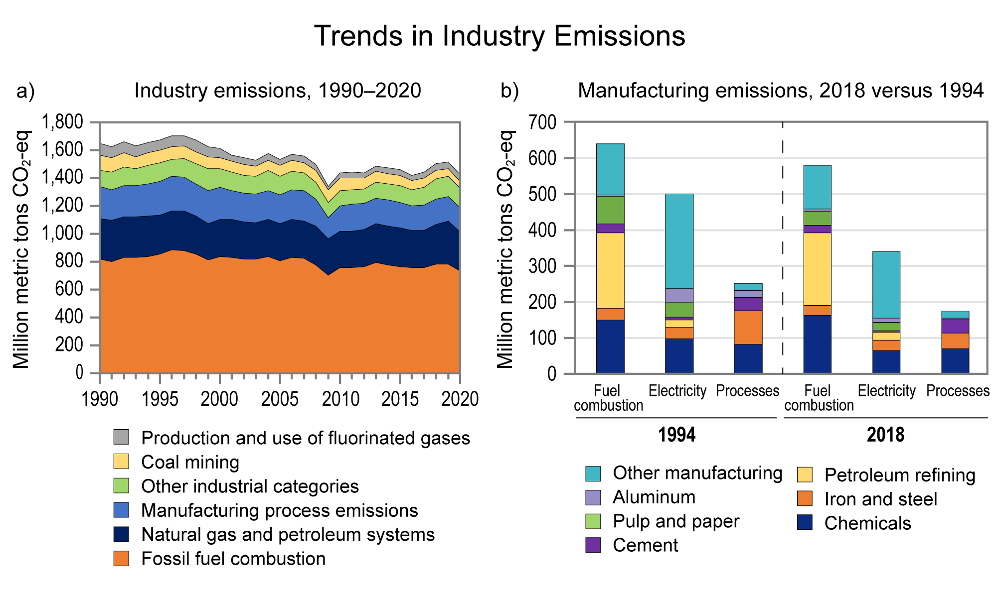 Trends in Industry Emissions
a)
Industry emissions, 1990–2020
Million metric tons CO₂-eq
1,800
1,600
1,400
1,200
1,000
800
600
400
200
0
1990
1995
2000
2005
2010
2015
2020
Production and use of fluorinated gases
Coal mining
Other industrial categories
Manufacturing process emissions
Natural gas and petroleum systems
Fossil fuel combustion
b)
Manufacturing emissions, 2018 versus 1994
Million metric tons CO₂-eq
700
600
500
400
300
200
100
0
Fuel
combustion
Electricity
Processes
Fuel
combustion
Electricity
Processes
1994
2018
Other manufacturing
Aluminum
Pulp and paper
Cement
Petroleum refining
Iron and steel
Chemicals